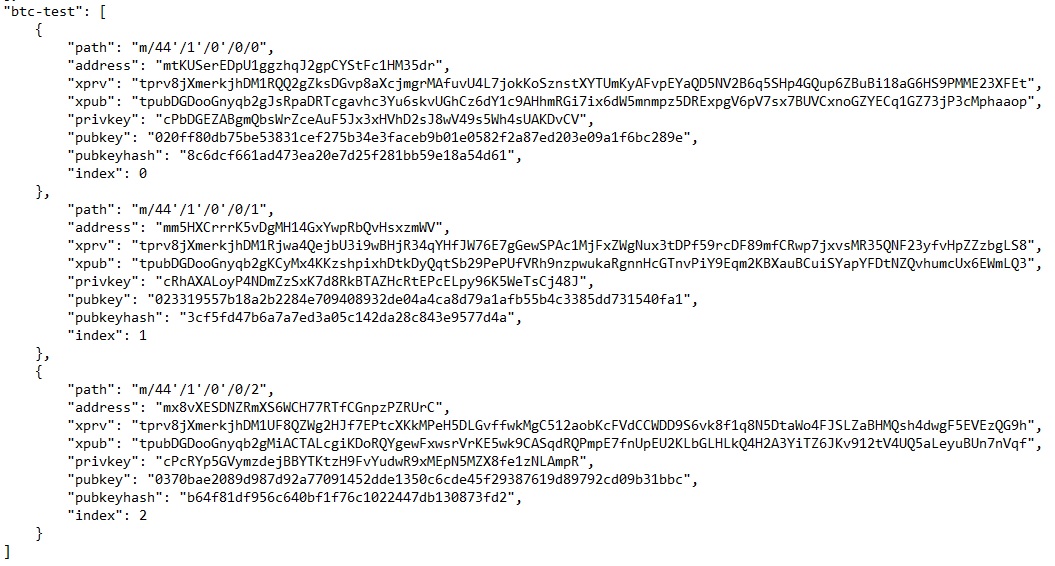 "btc-test": [
{
"path": "m/44'/1'/0'/0/0",
"address": "mtKUSerEDpU1ggzhqJ2gpCYStFc1HM35dr",
"xprv": "tprv8jXmerkjhDM1RQQ2gZksDGvp8aXcjmgrMAfuvU4L7jokKoSznstXYTUmKyAFvpEYaQD5NV2B6q5SHp4GQup6ZBuBi18aG6HS9PMME23XFEt",
"xpub": "tpubDGDooGnyqb2gJsRpaDRTcgavhc3Yu6skvUGhCz6dY1c9AHhmRGi7ix6dW5mnmpz5DRExpgV6pV7sx7BUVCxnoGZYECq1GZ73jP3cMphaaop",
"privkey": "cPbDGEZABgmQbsWrZceAuF5Jx3xHVhD2sJ8wV49s5Wh4sUAKDvCV",
"pubkey": "020ff80db75be53831cef275b34e3faceb9b01e0582f2a87ed203e09a1f6bc289e",
"pubkeyhash": "8c6dcf661ad473ea20e7d25f281bb59e18a54d61",
"index": 0
},
"path": "m/44'/1'/0'/0/1",
"address": "mm5HXCrrrK5vDgMH14GxYwpRbQvHsxzmWV",
"xprv": "tprv8jXmerkjhDM1Rjwa4QejbU3i9wBHjR34qYHfJW76E7gGewSPAc1MjFxZWgNux3tDPf59rcDF89mfCRwp7jxvsMR35QNF23yfvHpZZzbgLS8",
"xpub": "tpubDGDooGnyqb2gKCyMx4KKzshpixhDtkDyQqtSb29PePUfVRh9nzpwukaRgnnHcGTnvPiY9Eqm2KBXauBCuiSYapYFDtNZQvhumcUx6EWmLQ3",
"privkey": "cRhAXALoyP4NDmZzSxK7d8RkBTAZHcRtEPcELpy96K5WeTsCj48J",
"pubkey": "023319557b18a2b2284e709408932de04a4ca8d79a1afb55b4c3385dd731540fa1",
"pubkeyhash": "3cf5fd47b6a7a7ed3a05c142da28c843e9577d4a",
"index": 1
},
{
"path": "m/44'/1'/0'/0/2",
"address": "mx8vXESDNZRmXS6WCH77RTfCGnpzPZRUrC",
"xprv": "tprv8jXmerkjhDM1UF8QZWg2HJf7EPtcXKkMPeH5DLGvffwkMgC512aobKcFVdCCWDD9S6vk8f1q8N5DtaWo4FJSLZaBHMQsh4dwgF5EVEzQG9h",
"xpub": "tpubDGDooGnyqb2gMiACTALcgiKDoRQYgewFxwsrVrKE5wk9CASqdRQPmpE7fnUpEU2KLbGLHLkQ4H2A3YiTZ6JKv912tV4UQ5aLeyuBUn7nVqf",
"privkey": "cPcRYp5GVymzdejBBYTKtzH9FvYudwR9xMEpN5MZX8fe1zNLAmpR",
"pubkey": "0370bae2089d987d92a77091452dde1350c6cde45f29387619d89792cd09b31bbc",
"pubkeyhash": "b64f81df956c640bf1f76c1022447db130873fd2",
"index": 2
}
]